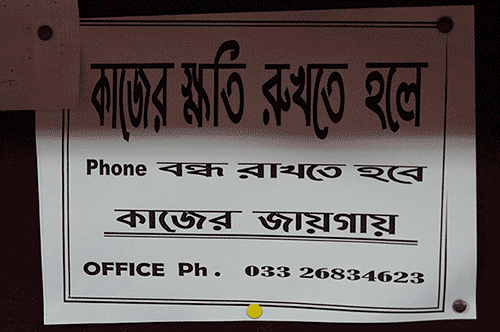 কাজের ক্ষতি রুখতে হলে
Phone বন্ধ রাখতে হবে
কাজের জায়গায়
OFFICE Ph. 033 26834623